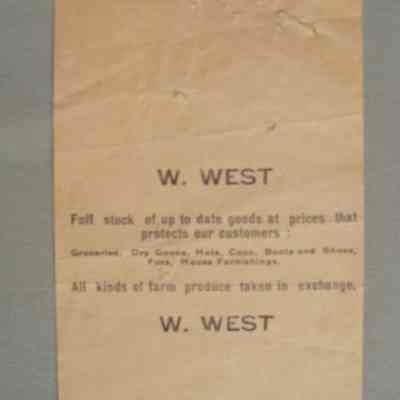 W. WEST
Full stock of up to date goods at prices that
protects our customers :
Groceries, Dry Goods, Hats, Caps, Boots and Shoes,
Furs, House Furnishings.
All kinds of farm produce taken in exchange.
W. WEST